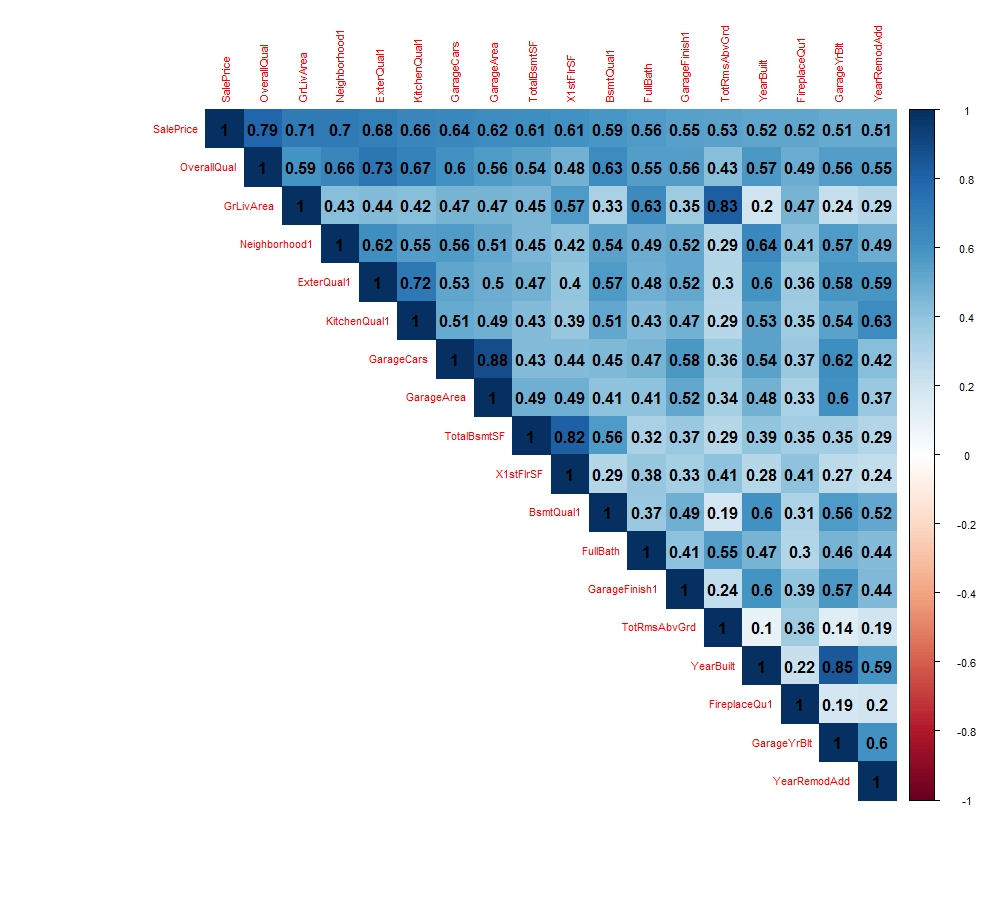 SalePrice OverallQual GrLivArea Neighborhood1 ExterQual1 KitchenQual1 GarageCars GarageArea TotalBsmtSF X1stFlrSF BsmtQual1 FullBath GarageFinish1 TotRmsAbvGrd YearBuilt FireplaceQu1 GarageYrBlt YearRemodAdd
SalePrice 1 0.79 0.71 0.7 0.68 0.66 0.64 0.62 0.61 0.61 0.59 0.56 0.55 0.53 0.52 0.52 0.51 0.51
OverallQual 1 0.59 0.66 0.73 0.67 0.6 0.56 0.54 0.48 0.63 0.55 0.56 0.43 0.57 0.49 0.56 0.55
GrLivArea 1 0.43 0.44 0.42 0.47 0.47 0.45 0.57 0.33 0.63 0.35 0.83 0.2 0.47 0.24 0.29
Neighborhood1 1 0.62 0.55 0.56 0.51 0.45 0.42 0.54 0.49 0.52 0.29 0.64 0.41 0.57 0.49
ExterQual1 1 0.72 0.53 0.5 0.47 0.4 0.57 0.48 0.52 0.3 0.6 0.36 0.58 0.59
KitchenQual1 1 0.51 0.49 0.43 0.39 0.51 0.43 0.47 0.29 0.53 0.35 0.54 0.63
GarageCars 1 0.88 0.43 0.44 0.45 0.47 0.58 0.36 0.54 0.37 0.62 0.42
GarageArea 1 0.49 0.49 0.41 0.41 0.52 0.34 0.48 0.33 0.6 0.37
TotalBsmtSF 1 0.82 0.56 0.32 0.37 0.29 0.39 0.35 0.35 0.29
X1stFlrSF 1 0.29 0.38 0.33 0.41 0.28 0.41 0.27 0.24
BsmtQual1 1 0.37 0.49 0.19 0.6 0.31 0.56 0.52
FullBath 1 0.41 0.55 0.47 0.3 0.46 0.44
GarageFinish1 1 0.24 0.6 0.39 0.57 0.44
TotRmsAbvGrd 1 0.1 0.36 0.14 0.19
YearBuilt 1 0.22 0.85 0.59
FireplaceQu1 1 0.19 0.2
GarageYrBlt 1 0.6
YearRemodAdd 1
1
0.8
0.6
0.4
0.2
0
-0.2
-0.4
-0.6
-0.8
-1